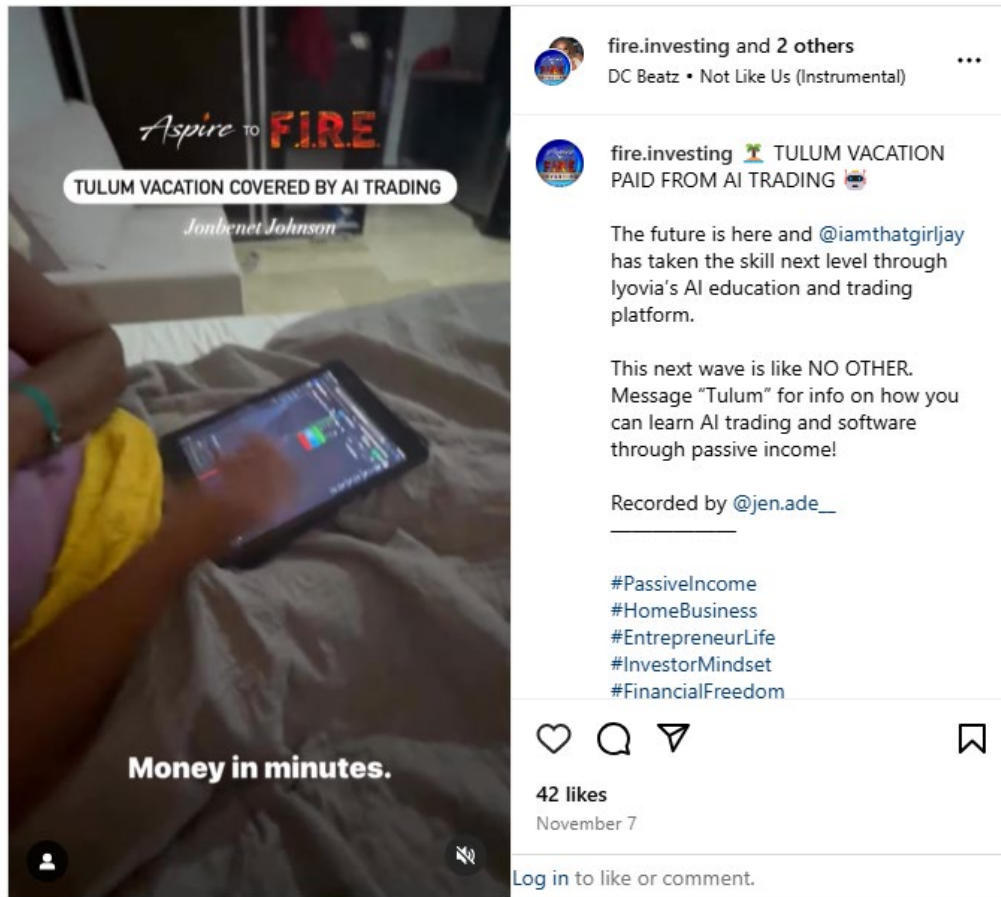 Aspire TO F.I.R.E.
TULUM VACATION COVERED BY AI TRADING
Jonbenet Johnson
Money in minutes.
fire.investing and 2 others
DC Beatz • Not Like Us (Instrumental)
fire.investing 🏝️ TULUM VACATION
PAID FROM AI TRADING 🤖
The future is here and @iamthatgirljay
has taken the skill next level through
Iyovia's AI education and trading
platform.
This next wave is like NO OTHER.
Message "Tulum" for info on how you
can learn AI trading and software
through passive income!
Recorded by @jen.ade__
#PassiveIncome
#HomeBusiness
#EntrepreneurLife
#InvestorMindset
#FinancialFreedom
42 likes
November 7
Log in to like or comment.